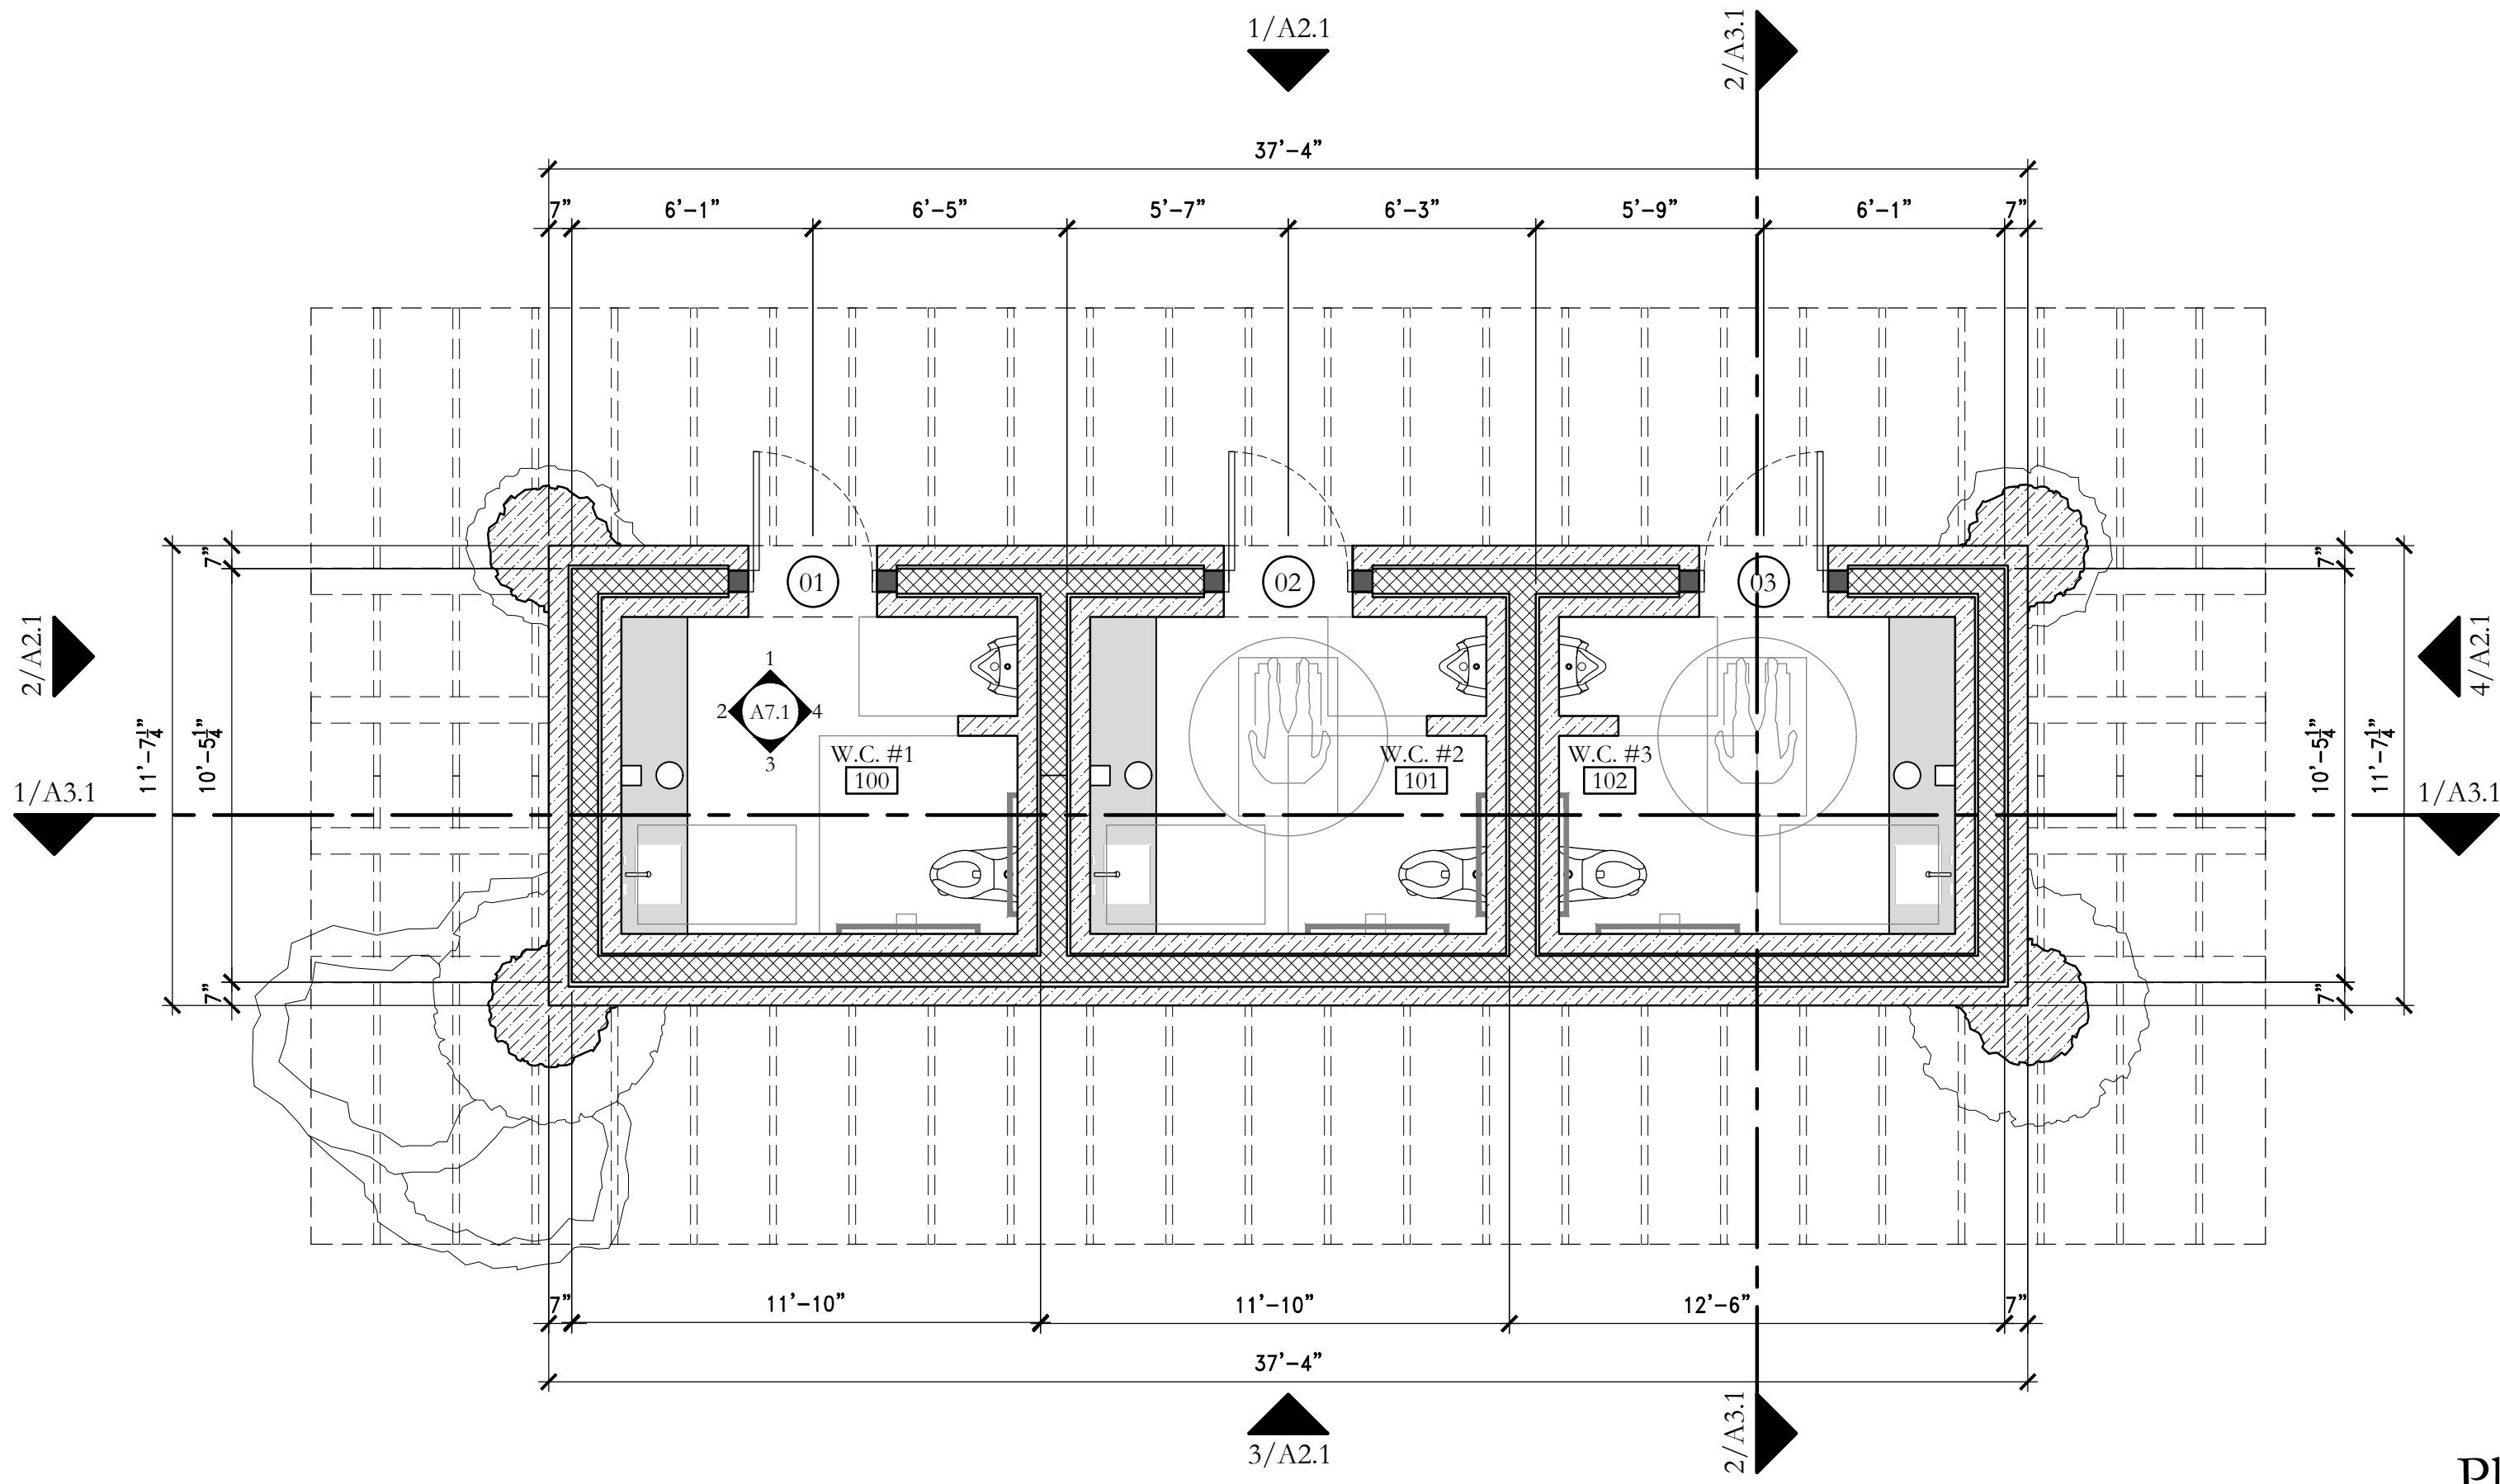 1/A2.1
2/A3.1
37'-4"
7"
6'-1"
6'-5"
5'-7"
6'-3"
5'-9"
6'-1"
7"
7"
7"
01
02
03
2/A2.1
4/A2.1
1
2
A7.1
4
3
W.C. #1
100
W.C. #2
101
W.C. #3
102
11'-7¼"
10'-5¼"
10'-5¼"
11'-7¼"
1/A3.1
1/A3.1
7"
7"
7"
11'-10"
11'-10"
12'-6"
7"
37'-4"
3/A2.1
2/A3.1